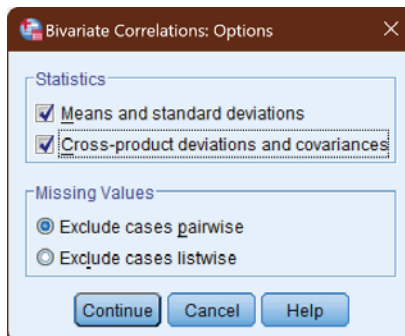 Bivariate Correlations: Options
Statistics
Means and standard deviations
Cross-product deviations and covariances
Missing Values
Exclude cases pairwise
Exclude cases listwise
Continue Cancel Help